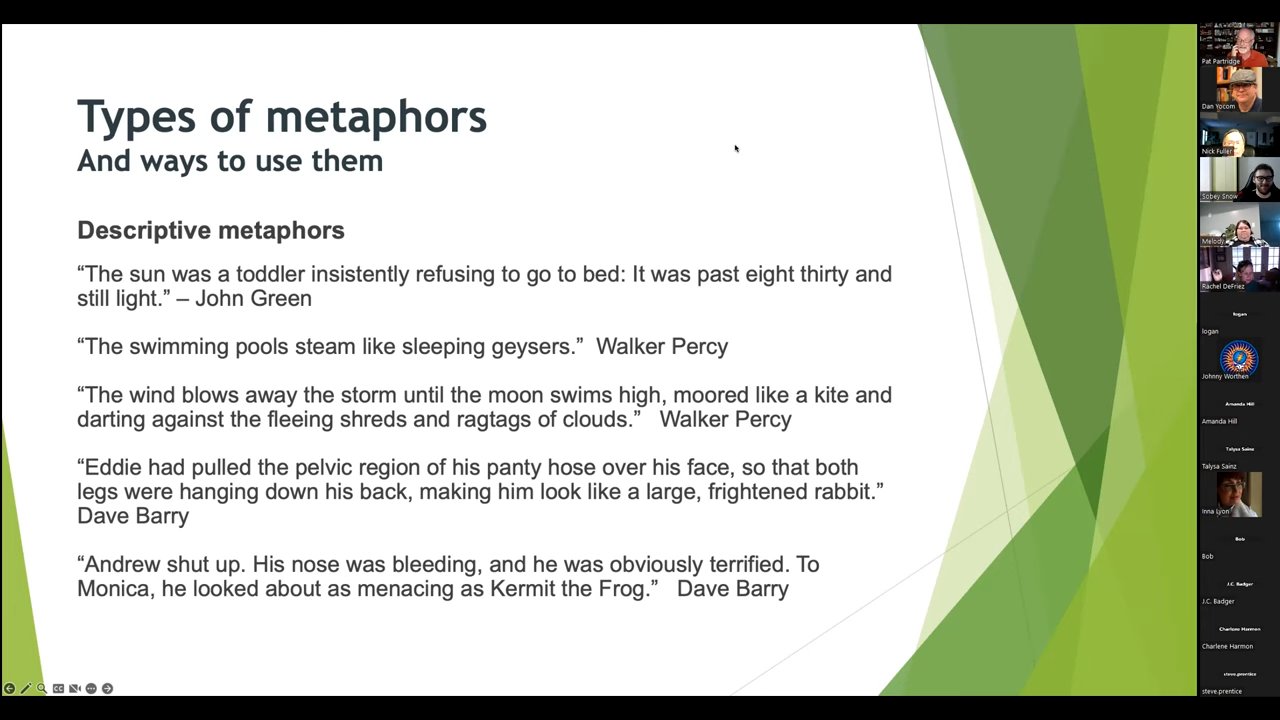 Types of metaphors
And ways to use them
Descriptive metaphors
“The sun was a toddler insistently refusing to go to bed: It was past eight thirty and
still light.” – John Green
“The swimming pools steam like sleeping geysers.”  Walker Percy
“The wind blows away the storm until the moon swims high, moored like a kite and
darting against the fleeing shreds and ragtags of clouds.”   Walker Percy
“Eddie had pulled the pelvic region of his panty hose over his face, so that both
legs were hanging down his back, making him look like a large, frightened rabbit.”
Dave Barry
“Andrew shut up. His nose was bleeding, and he was obviously terrified. To
Monica, he looked about as menacing as Kermit the Frog.”   Dave Barry
CC
Pat Partridge
Dan Yocom
Nick Fuller
Sobey Snow
Melody
Rachel DeFriez
logan
logan
Johnny Worthen
Amanda Hill
Amanda Hill
Talysa Sainz
Talysa Sainz
Inna Lyon
Bob
Bob
J.C. Badger
J.C. Badger
Charlene Harmon
Charlene Harmon
steve.prentice
steve.prentice